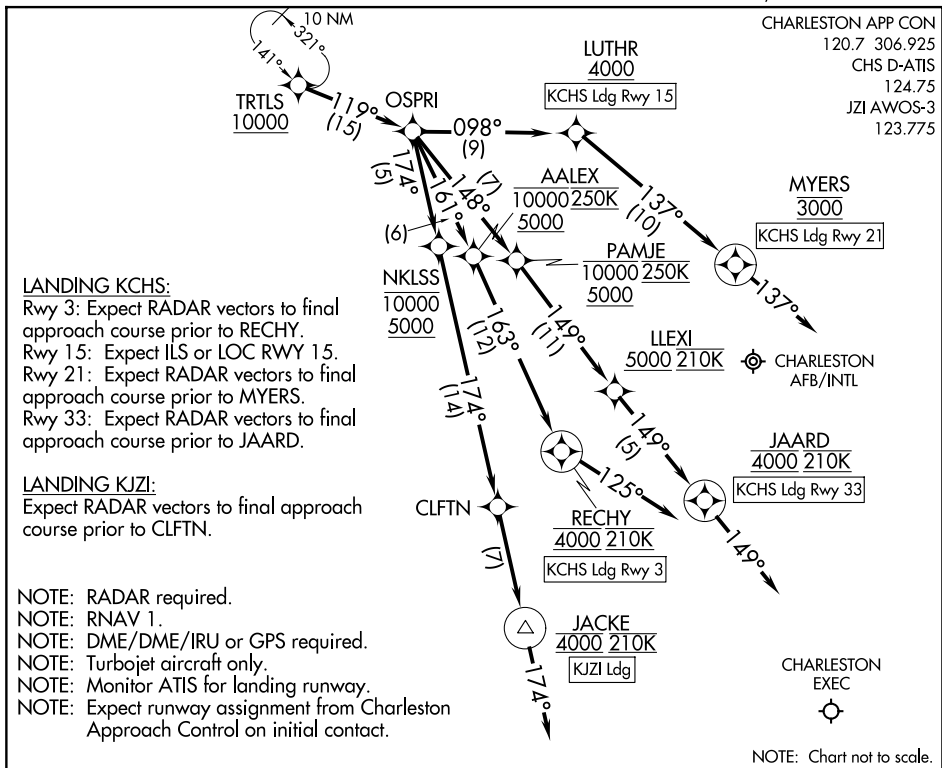 10 NM
321°
141°
TRTLS
10000
119°
(15)
OSPRI
098°
(9)
LUTHR
4000
KCHS Ldg Rwy 15
CHARLESTON APP CON
120.7 306.925
CHS D-ATIS
124.75
JZI AWOS-3
123.775
137°
(10)
MYERS
3000
KCHS Ldg Rwy 21
137°
174°
(5)
161°
(6)
148°
(7)
AALEX
10000 250K
5000
PAMJE
10000 250K
5000
NKLSS
10000
5000
163°
(12)
149°
(11)
LLEXI
5000 210K
CHARLESTON
AFB/INTL
LANDING KCHS:
Rwy 3: Expect RADAR vectors to final
approach course prior to RECHY.
Rwy 15: Expect ILS or LOC RWY 15.
Rwy 21: Expect RADAR vectors to final
approach course prior to MYERS.
Rwy 33: Expect RADAR vectors to final
approach course prior to JAARD.
174°
(14)
149°
(5)
JAARD
4000 210K
KCHS Ldg Rwy 33
149°
125°
RECHY
4000 210K
KCHS Ldg Rwy 3
LANDING KJZI:
Expect RADAR vectors to final approach
course prior to CLFTN.
CLFTN
(7)
JACKE
4000 210K
KJZI Ldg
174°
NOTE: RADAR required.
NOTE: RNAV 1.
NOTE: DME/DME/IRU or GPS required.
NOTE: Turbojet aircraft only.
NOTE: Monitor ATIS for landing runway.
NOTE: Expect runway assignment from Charleston
Approach Control on initial contact.
CHARLESTON
EXEC
NOTE: Chart not to scale.